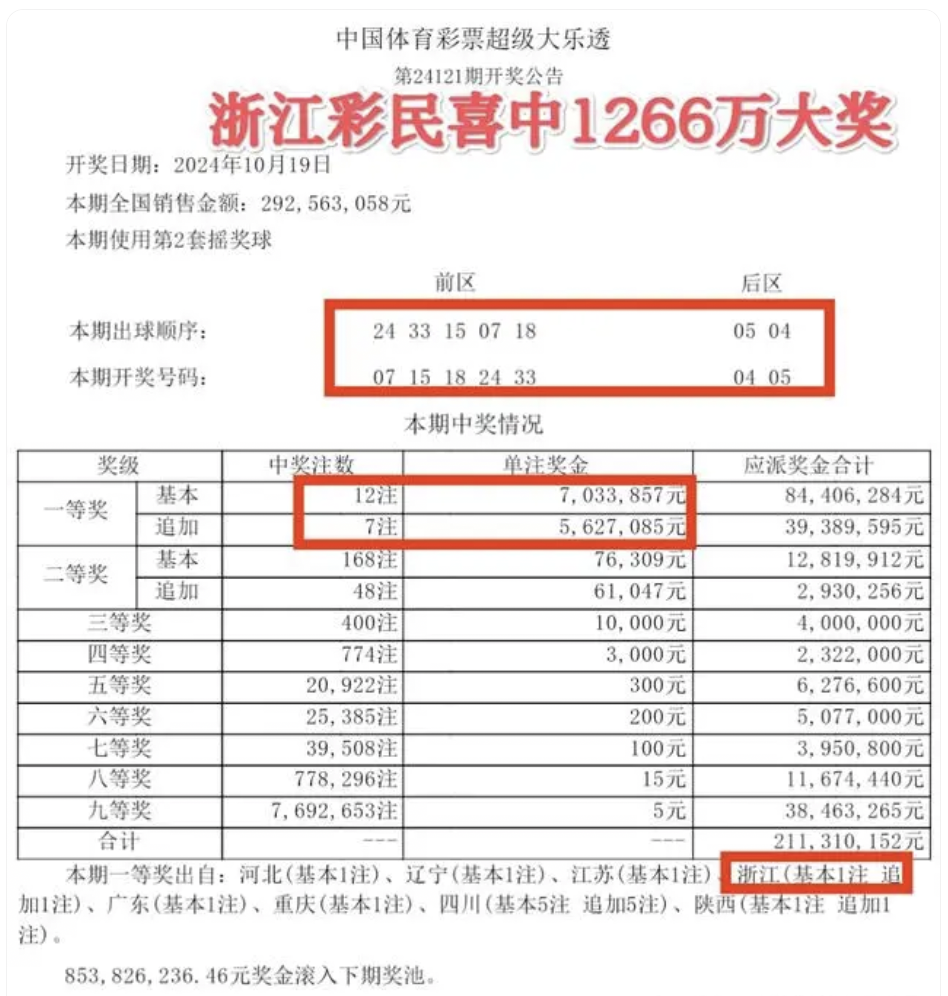 中国体育彩票超级大乐透
第24121期开奖公告
浙江彩民喜中1266万大奖
开奖日期：2024年10月19日
本期全国销售金额：292,563,058元
本期使用第2套摇奖球
前区 后区
本期出球顺序： 24 33 15 07 18 05 04
本期开奖号码： 07 15 18 24 33 04 05
本期中奖情况
奖级 中奖注数 单注奖金 应派奖金合计
一等奖 基本 12注 7,033,857元 84,406,284元
追加 7注 5,627,085元 39,389,595元
二等奖 基本 168注 76,309元 12,819,912元
追加 48注 61,047元 2,930,256元
三等奖 400注 10,000元 4,000,000元
四等奖 774注 3,000元 2,322,000元
五等奖 20,922注 300元 6,276,600元
六等奖 25,385注 200元 5,077,000元
七等奖 39,508注 100元 3,950,800元
八等奖 778,296注 15元 11,674,440元
九等奖 7,692,653注 5元 38,463,265元
合计 --- --- 211,310,152元
本期一等奖出自：河北(基本1注)、辽宁(基本1注)、江苏(基本1注)、浙江(基本1注 追
加1注)、广东(基本1注)、重庆(基本1注)、四川(基本5注 追加5注)、陕西(基本1注 追加1
注)。
853,826,236.46元奖金滚入下期奖池。